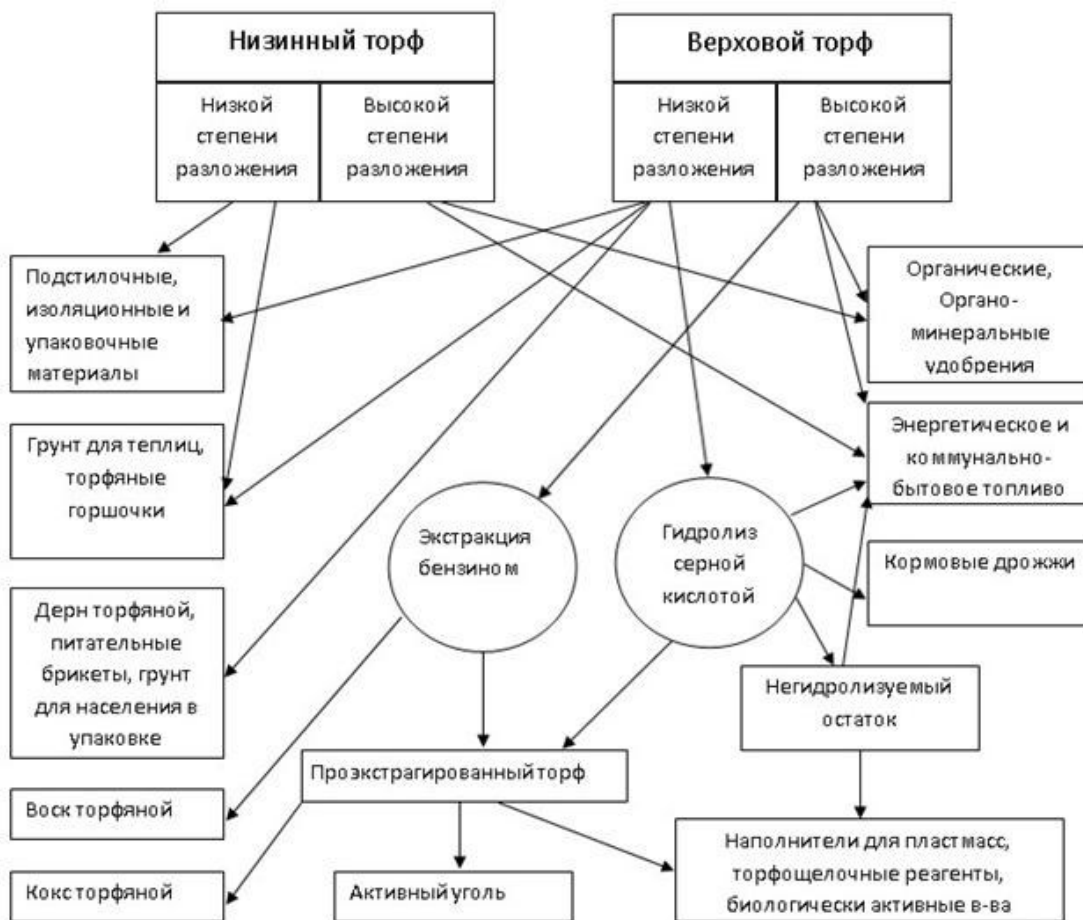 Низинный торф
Верховой торф
Низкой
степени
разложения
Высокой
степени
разложения
Низкой
степени
разложения
Высокой
степени
разложения
Подстилочные,
изоляционные и
упаковочные
материалы
Органические,
Органо-
минеральные
удобрения
Грунт для теплиц,
торфяные
горшочки
Энергетическое и
коммунально-
бытовое топливо
Экстракция
бензином
Гидролиз
серной
кислотой
Кормовые дрожжи
Дерн торфяной,
питательные
брикеты, грунт
для населения в
упаковке
Негидролизуемый
остаток
Проэкстрагированный торф
Воск торфяной
Кокс торфяной
Активный уголь
Наполнители для пластмасс,
торфощелочные реагенты,
биологически активные в-ва